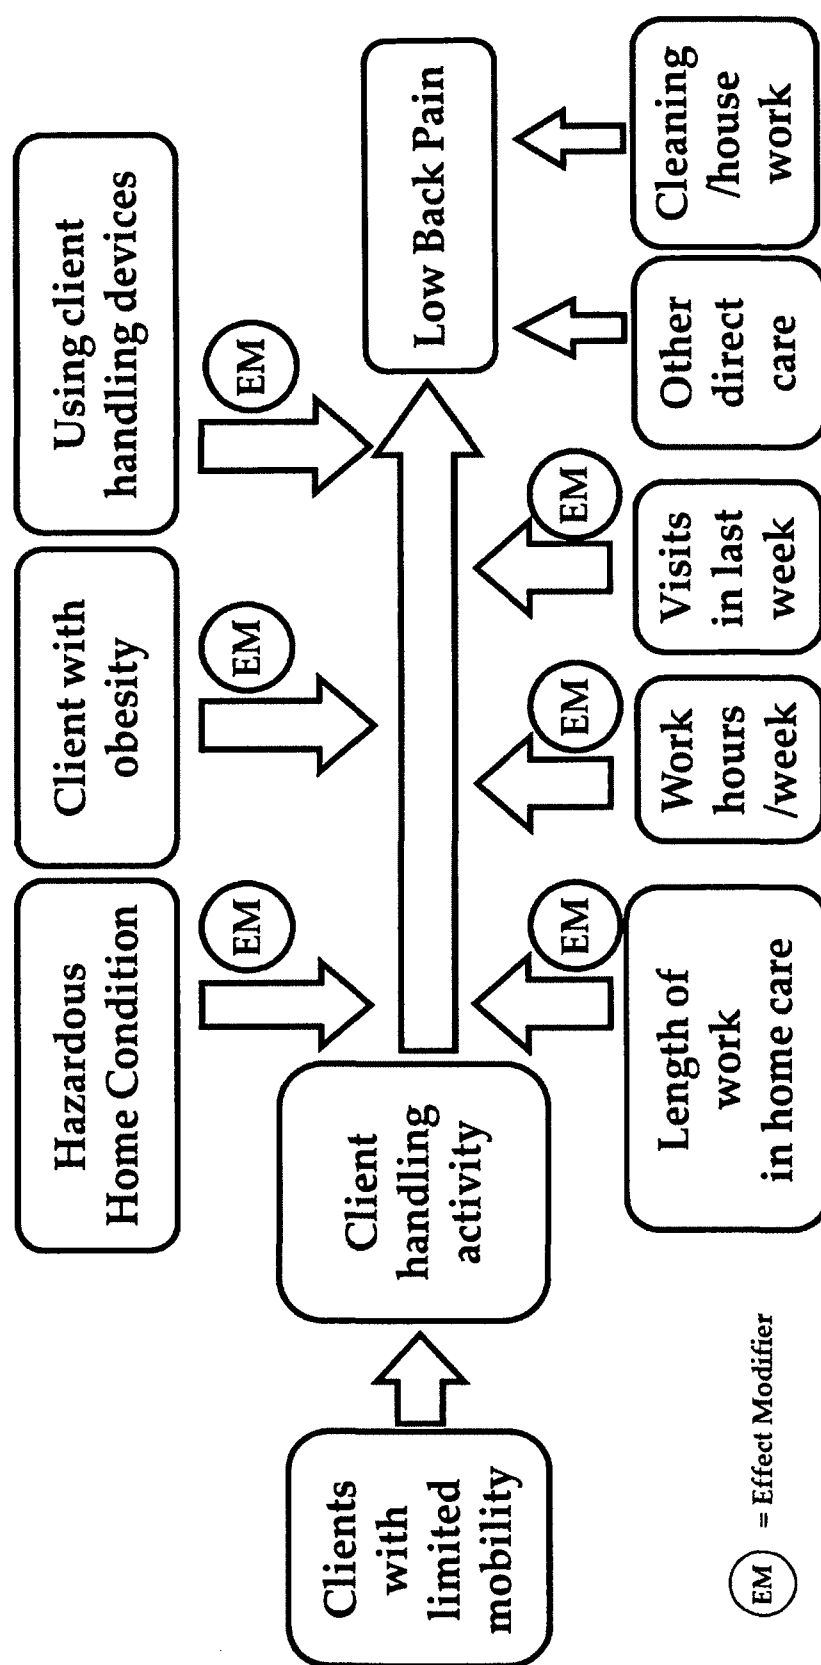 Hazardous
Home Condition
EM
Client with
obesity
EM
Using client
handling devices
EM
Clients
with
limited
mobility
Client
handling
activity
Low Back Pain
EM
Length of
work
in home care
EM
Work
hours
/week
EM
Visits
in last
week
Other
direct
care
Cleaning
/house
work
EM = Effect Modifier